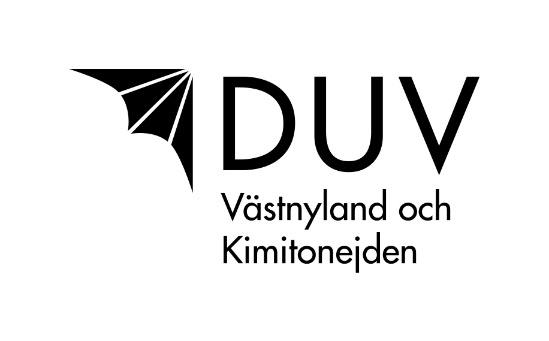 DUV
Västnyland och
Kimitonejden